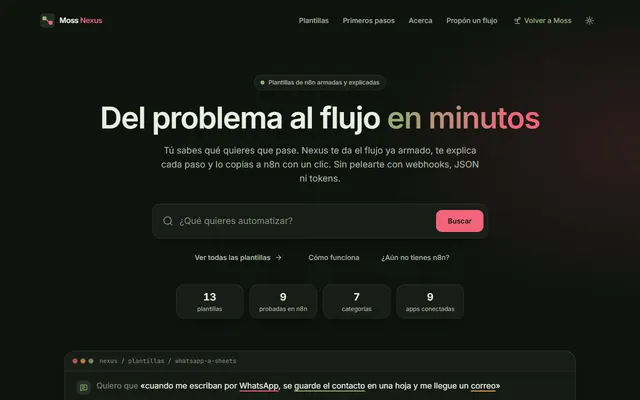 Moss Nexus
Plantillas
Primeros pasos
Acerca
Propón un flujo
Volver a Moss
Plantillas de n8n armadas y explicadas
Del problema al flujo en minutos
Tú sabes qué quieres que pase. Nexus te da el flujo ya armado, te explica
cada paso y lo copias a n8n con un clic. Sin pelearte con webhooks, JSON
ni tokens.
¿Qué quieres automatizar?
Buscar
Ver todas las plantillas →
Cómo funciona
¿Aún no tienes n8n?
13
plantillas
9
probadas en n8n
7
categorías
9
apps conectadas
nexus / plantillas / whatsapp-a-sheets
Quiero que «cuando me escriban por WhatsApp, se guarde el contacto en una hoja y me llegue un correo»